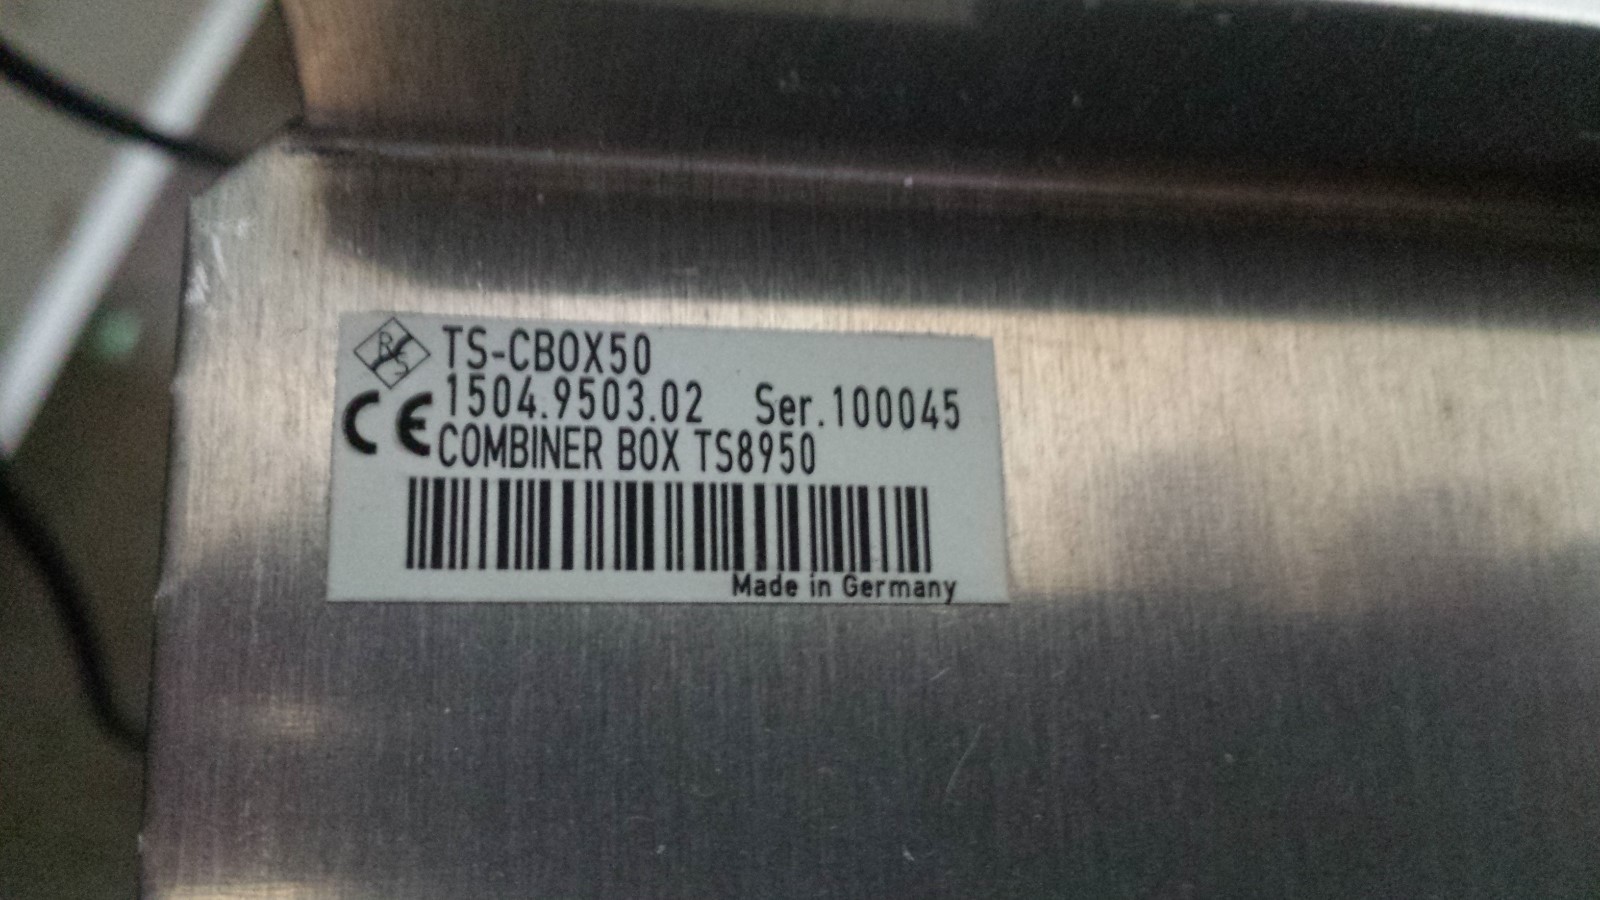 R S
TS-CBOX50
1504.9503.02 Ser.100045
CE
COMBINER BOX TS8950
Made in Germany